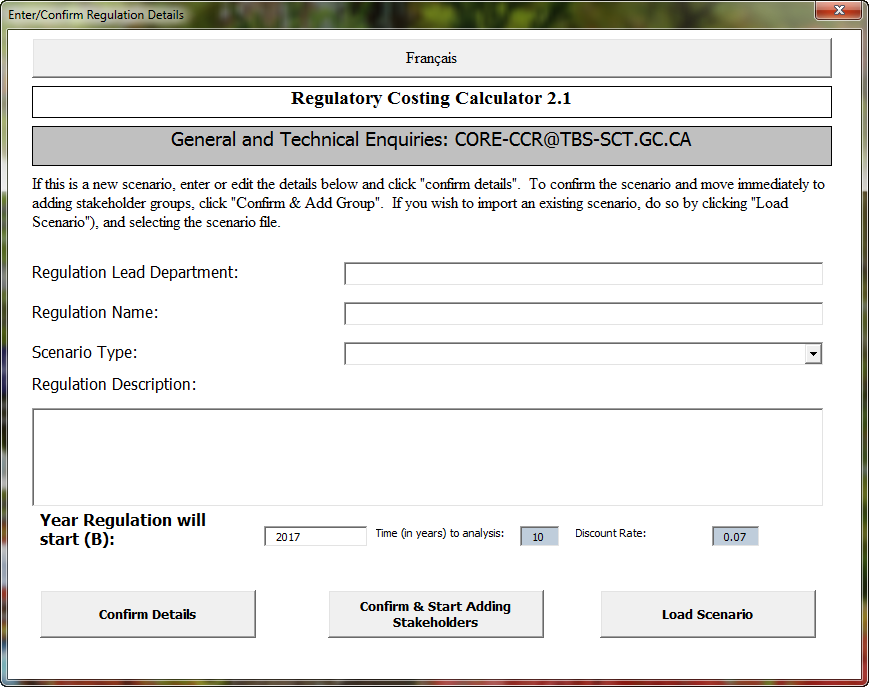 Enter/Confirm Regulation Details
Français
Regulatory Costing Calculator 2.1
General and Technical Enquiries: CORE-CCR@TBS-SCT.GC.CA
If this is a new scenario, enter or edit the details below and click "confirm details".  To confirm the scenario and move immediately to
adding stakeholder groups, click "Confirm & Add Group".  If you wish to import an existing scenario, do so by clicking "Load
Scenario"), and selecting the scenario file.
Regulation Lead Department:
Regulation Name:
Scenario Type:
Regulation Description:
Year Regulation will
start (B):
2017
Time (in years) to analysis:
10
Discount Rate:
0.07
Confirm Details
Confirm & Start Adding
Stakeholders
Load Scenario